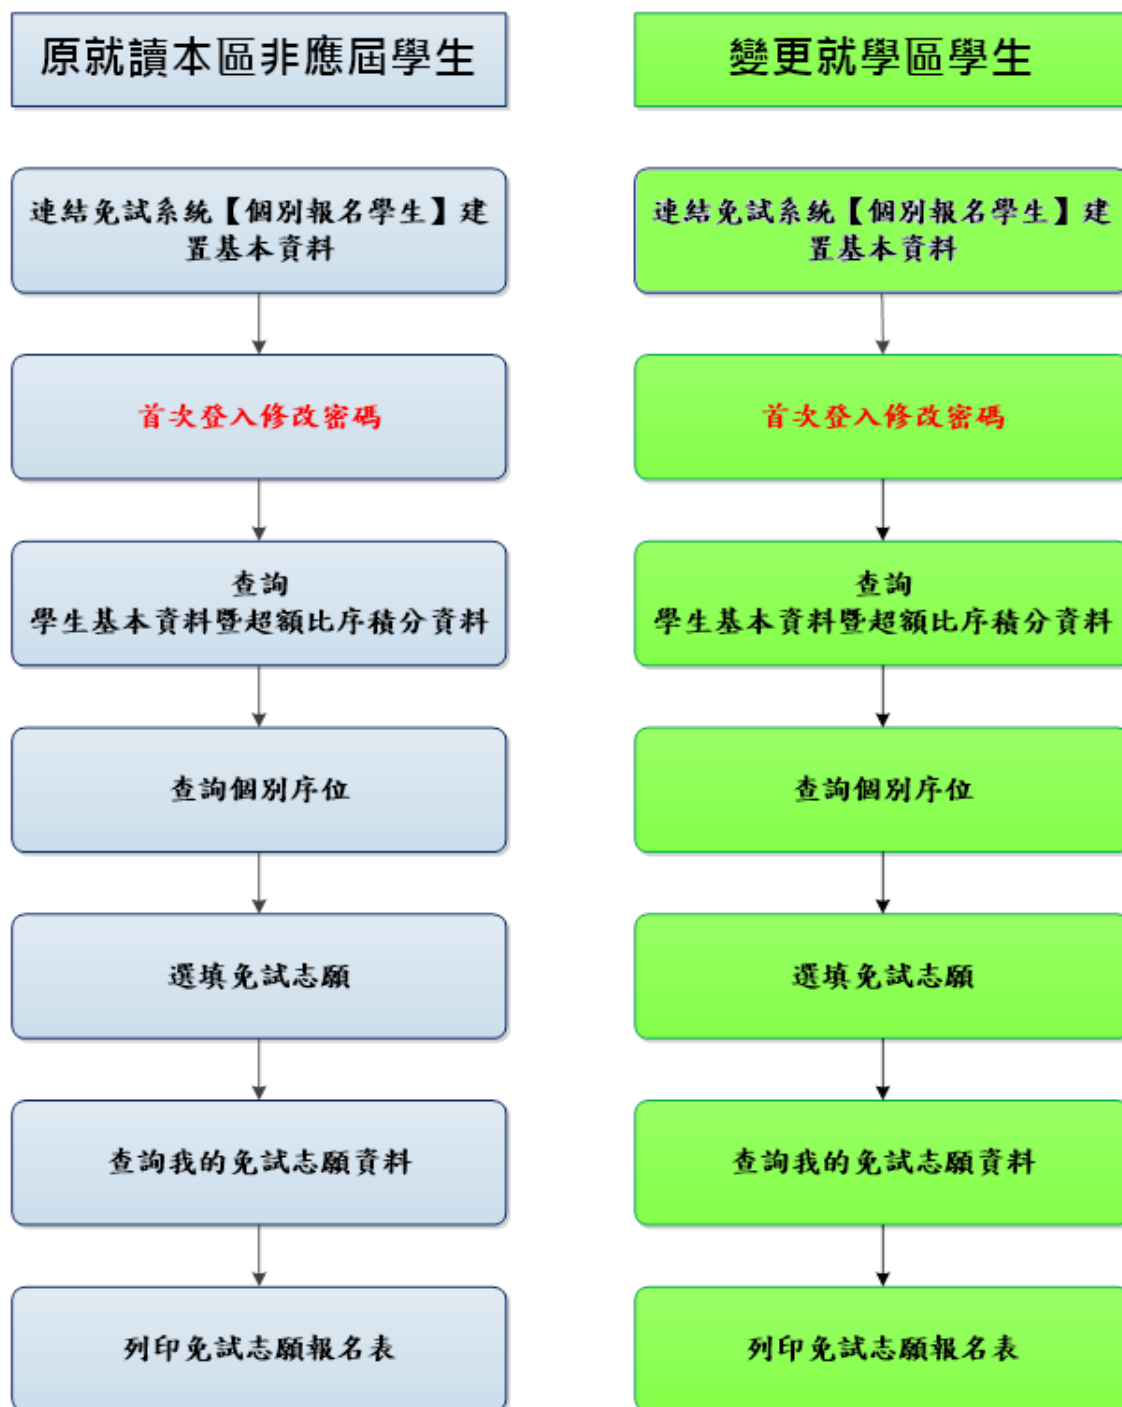 原就讀本區非應屆學生
連結免試系統【個別報名學生】建
置基本資料
首次登入修改密碼
查詢
學生基本資料暨超額比序積分資料
查詢個別序位
選填免試志願
查詢我的免試志願資料
列印免試志願報名表
變更就學區學生
連結免試系統【個別報名學生】建
置基本資料
首次登入修改密碼
查詢
學生基本資料暨超額比序積分資料
查詢個別序位
選填免試志願
查詢我的免試志願資料
列印免試志願報名表